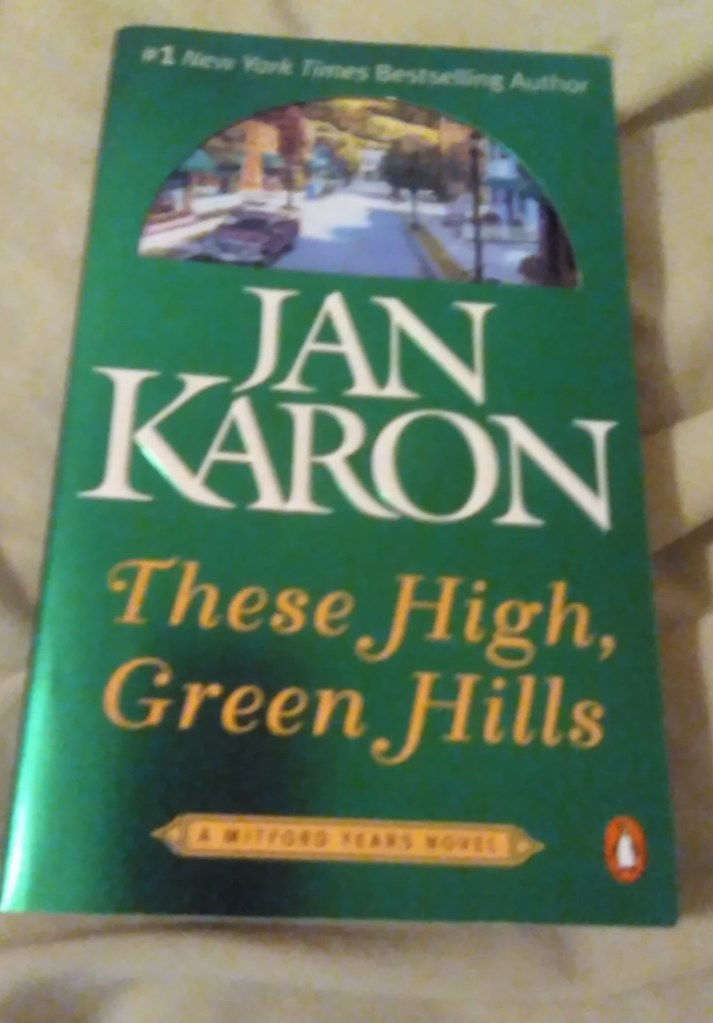 #1 New York Times Bestselling Author
JAN
KARON
These High,
Green Hills
A MITFORD YEARS NOVEL